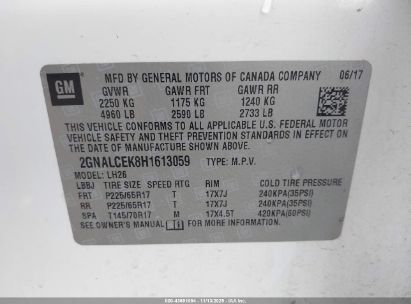 GM
MFD BY GENERAL MOTORS OF CANADA COMPANY 06/17
GVWR GAWR FRT GAWR RR
2250 KG 1175 KG 1240 KG
4960 LB 2590 LB 2733 LB
THIS VEHICLE CONFORMS TO ALL APPLICABLE U.S. FEDERAL MOTOR
VEHICLE SAFETY AND THEFT PREVENTION STANDARDS IN EFFECT ON
THE DATE OF MANUFACTURE SHOWN ABOVE.
2GNALCEK8H1613059 TYPE: M.P.V.
MODEL: LH26
LBBJ TIRE SIZE SPEED RTG RIM COLD TIRE PRESSURE
FRT P225/65R17 T 17X7J 240KPA(35PSI)
RR P225/65R17 T 17X7J 240KPA(35PSI)
SPA T145/70R17 M 17X4.5T 420KPA(60PSI)
SEE OWNER'S MANUAL FOR MORE INFORMATION.